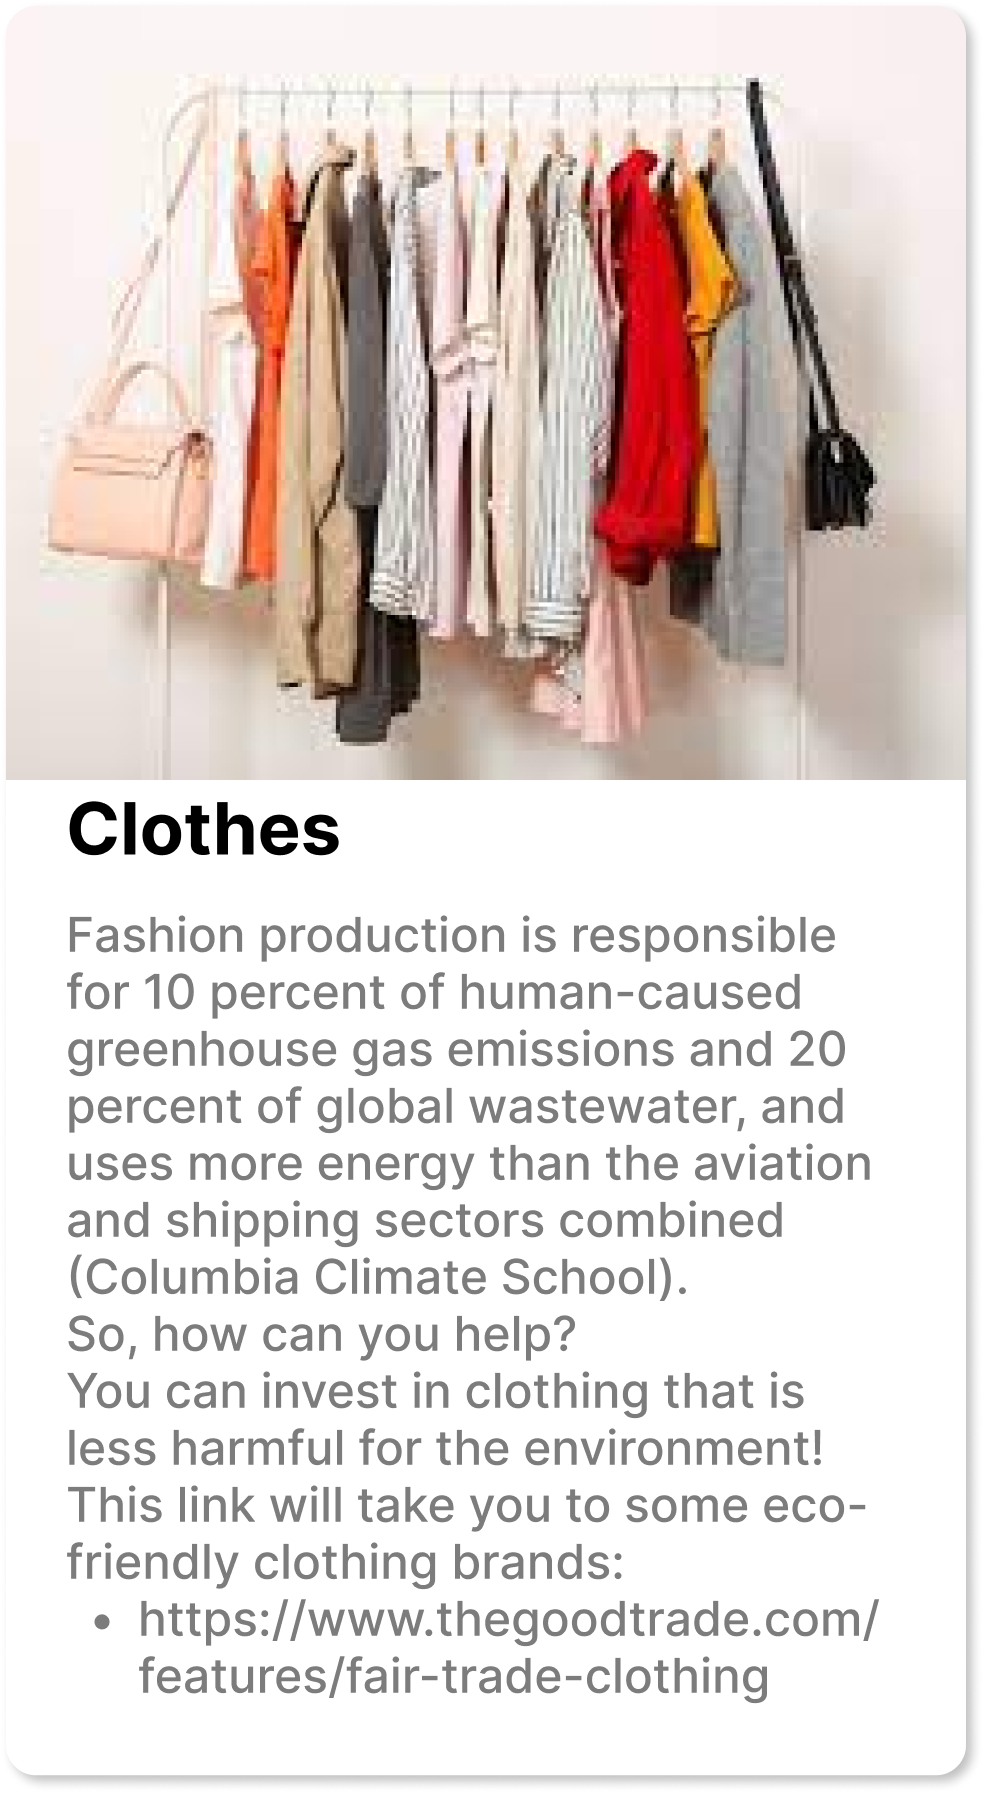 Clothes
Fashion production is responsible
for 10 percent of human-caused
greenhouse gas emissions and 20
percent of global wastewater, and
uses more energy than the aviation
and shipping sectors combined
(Columbia Climate School).
So, how can you help?
You can invest in clothing that is
less harmful for the environment!
This link will take you to some eco-
friendly clothing brands:
• https://www.thegoodtrade.com/
features/fair-trade-clothing